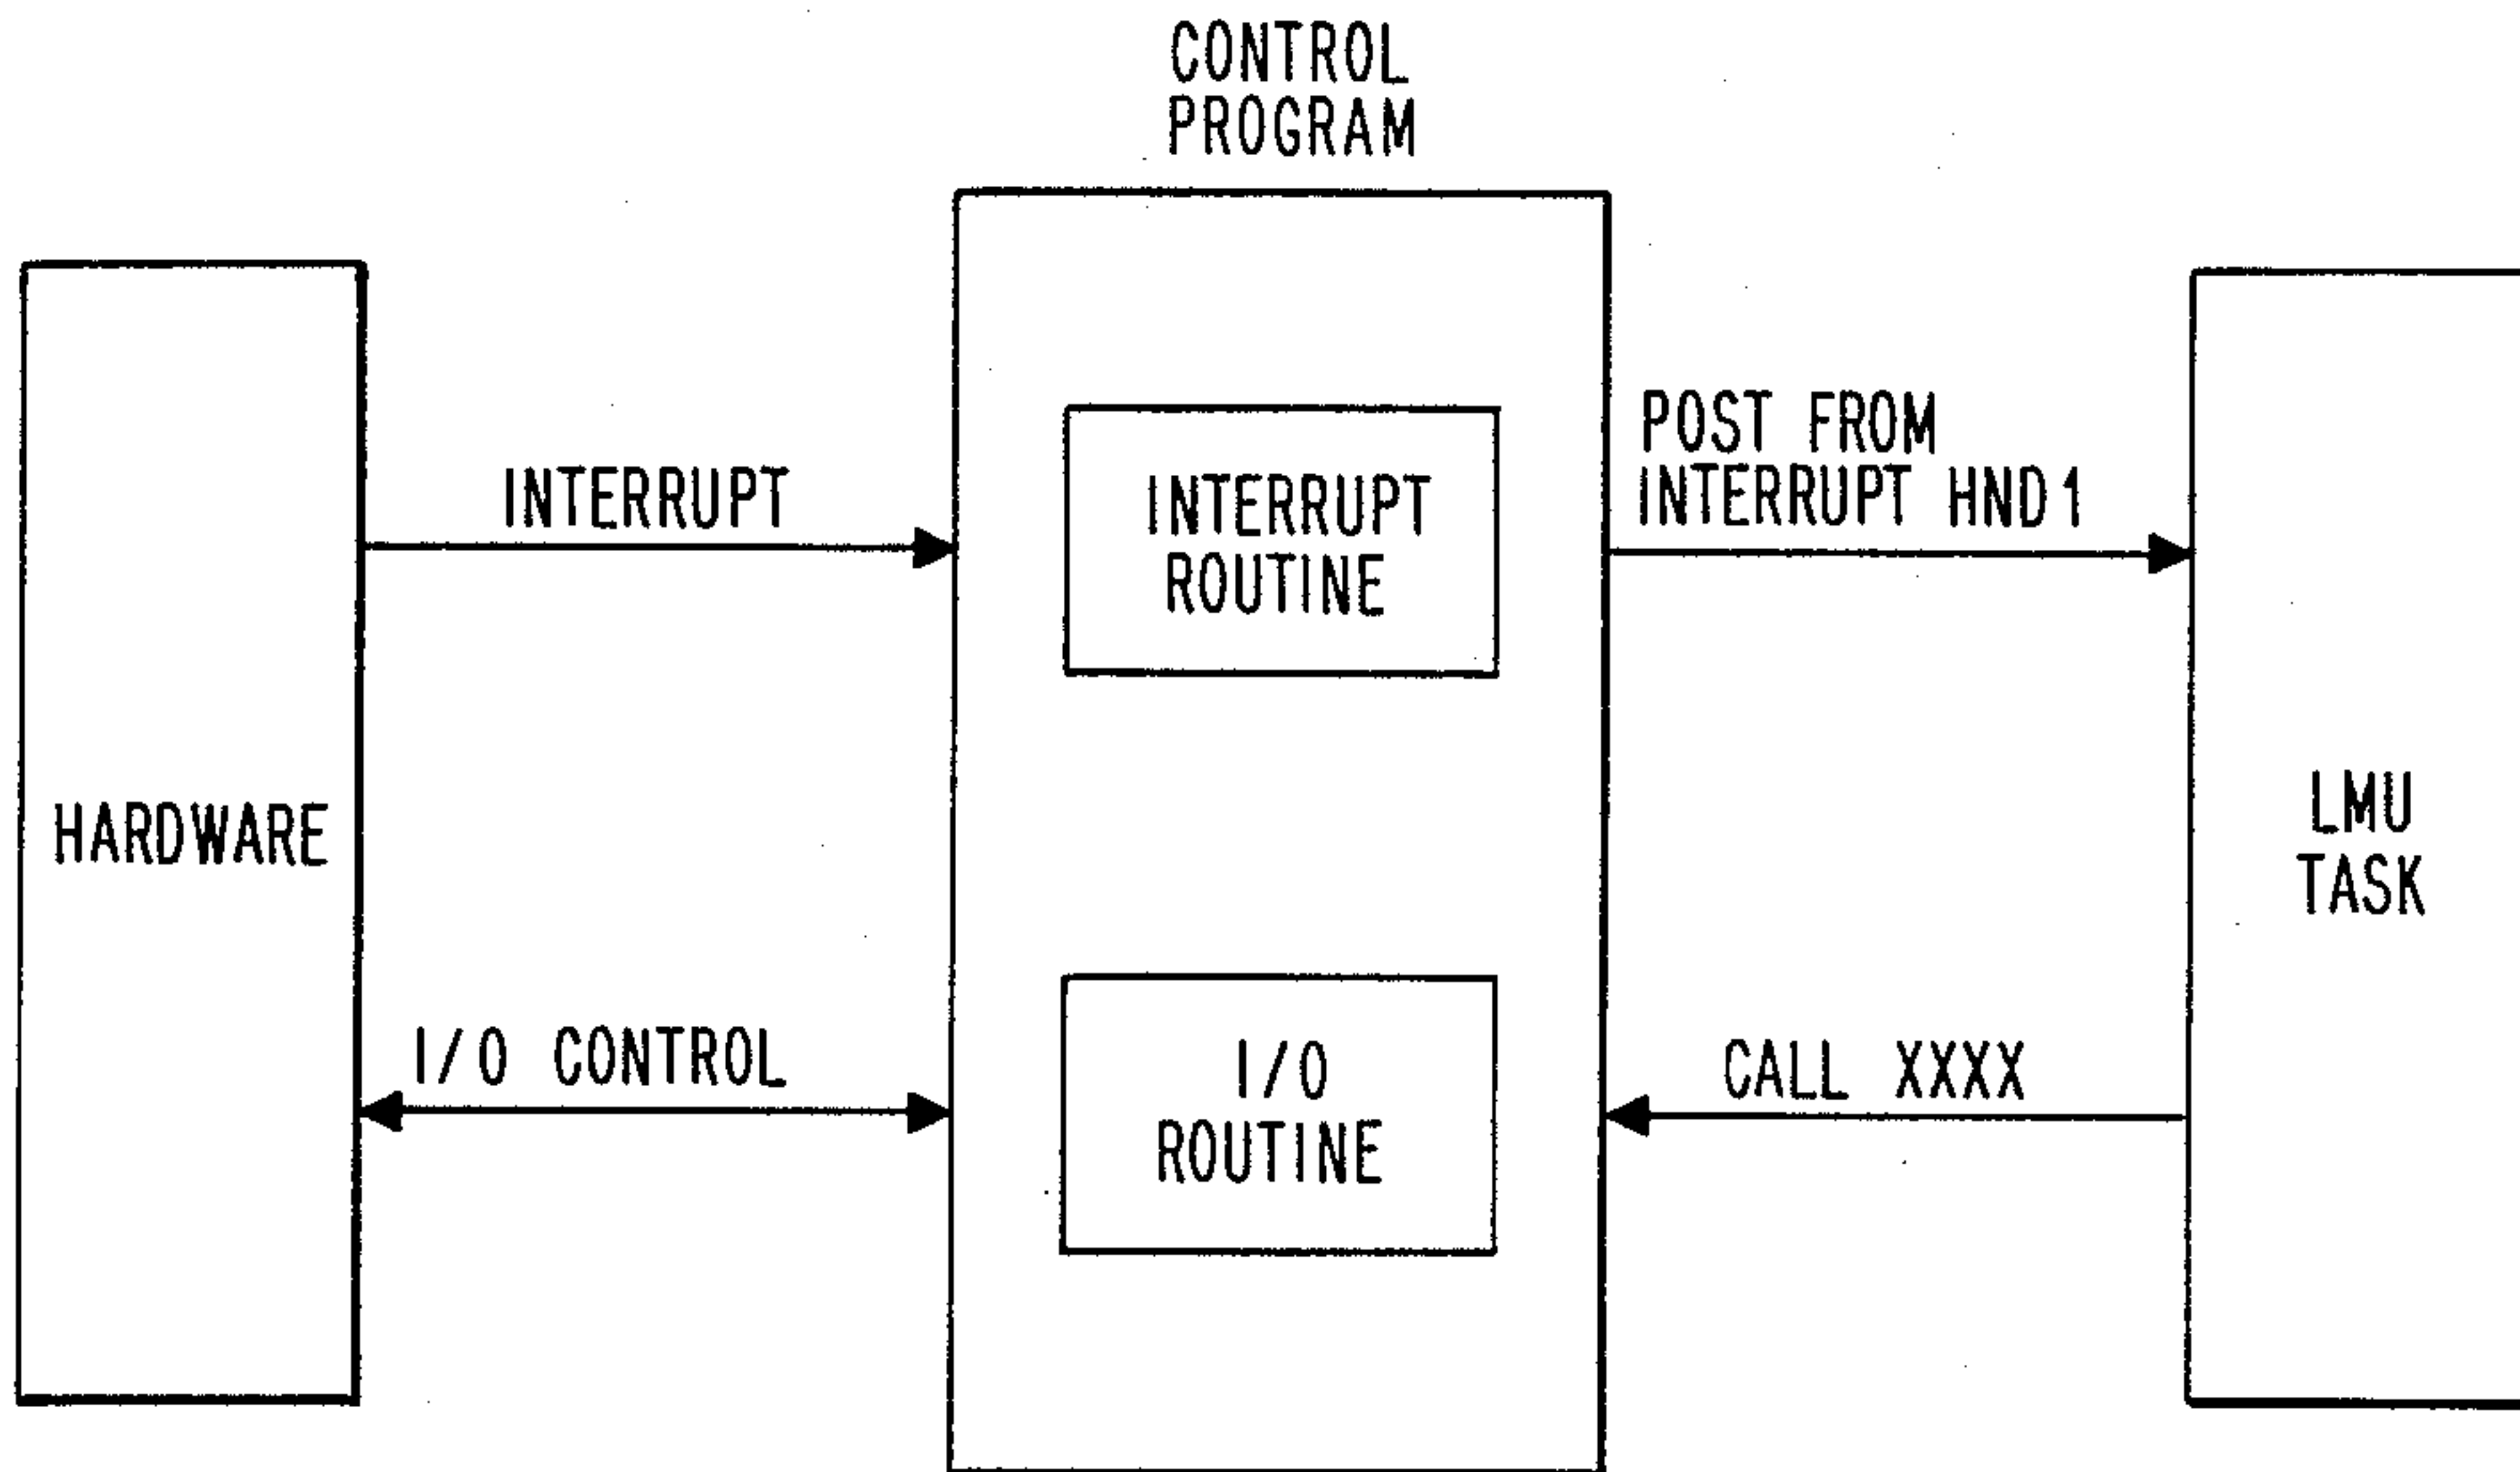 CONTROL
PROGRAM
POST FROM
INTERRUPT HND1
INTERRUPT
INTERRUPT
ROUTINE
HARDWARE
LMU
TASK
I/O CONTROL
I/O
ROUTINE
CALL XXXX